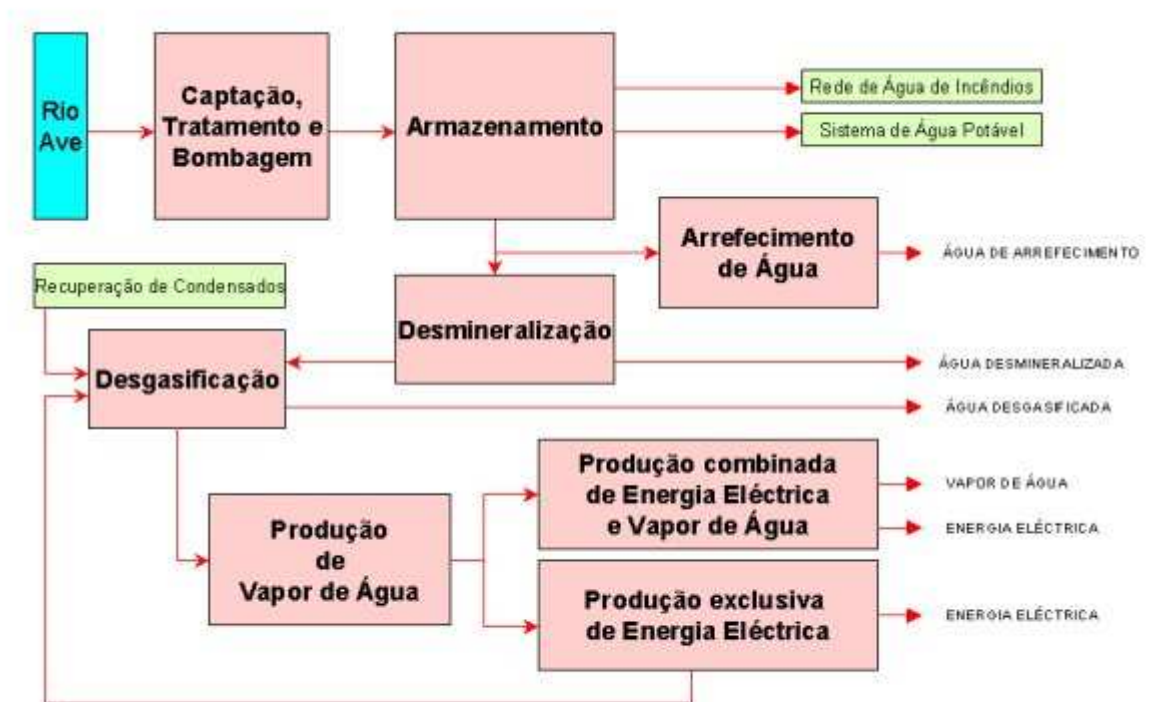 Rio
Ave
Captação,
Tratamento e
Bombagem
Armazenamento
Rede de Água de Incêndios
Sistema de Água Potável
Arrefecimento
de Água
ÁGUA DE ARREFECIMENTO
Recuperação de Condensados
Desmineralização
Desgasificação
ÁGUA DESMINERALIZADA
ÁGUA DESGASIFICADA
Produção combinada
de Energia Eléctrica
e Vapor de Água
VAPOR DE ÁGUA
ENERGIA ELÉCTRICA
Produção
de
Vapor de Água
Produção exclusiva
de Energia Eléctrica
ENERGIA ELÉCTRICA